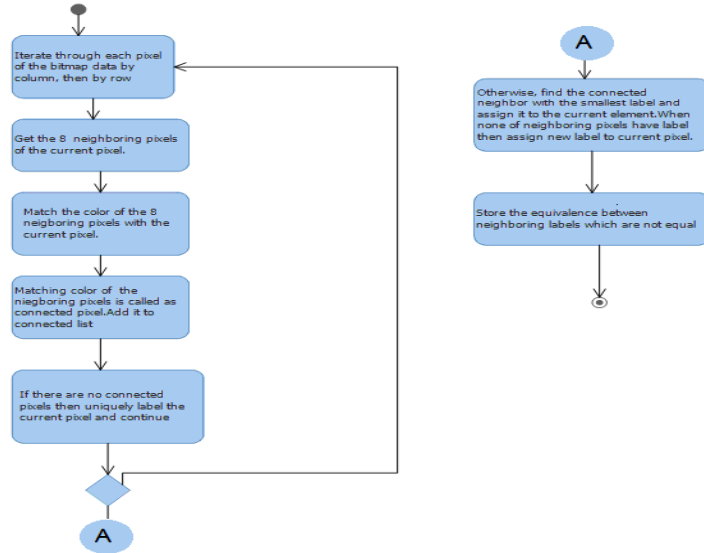 Iterate through each pixel
of the bitmap data by
column, then by row
Get the 8 neighboring pixels
of the current pixel.
Match the color of the 8
neigboring pixels with the
current pixel.
Matching color of the
niegboring pixels is called as
connected pixel.Add it to
connected list
If there are no connected
pixels then uniquely label the
current pixel and continue
A
A
Otherwise, find the connected
neighbor with the smallest label and
assign it to the current element.When
none of neighboring pixels have label
then assign new label to current pixel.
Store the equivalence between
neighboring labels which are not equal